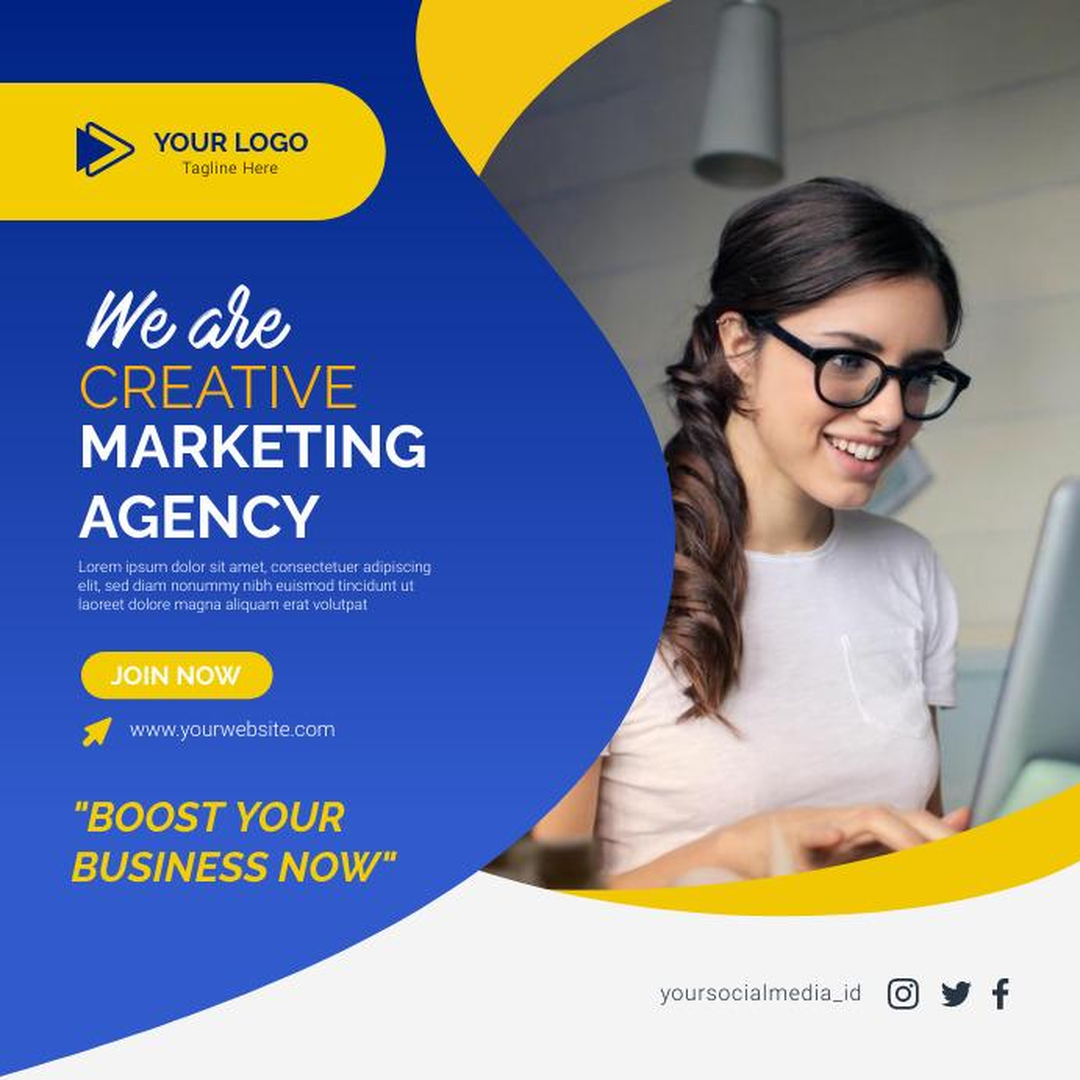 YOUR LOGO
Tagline Here
We are
CREATIVE
MARKETING
AGENCY
Lorem ipsum dolor sit amet, consectetuer adipiscing
elit, sed diam nonummy nibh euismod tincidunt ut
laoreet dolore magna aliquam erat volutpat
JOIN NOW
www.yourwebsite.com
"BOOST YOUR
BUSINESS NOW"
yoursocialmedia_id